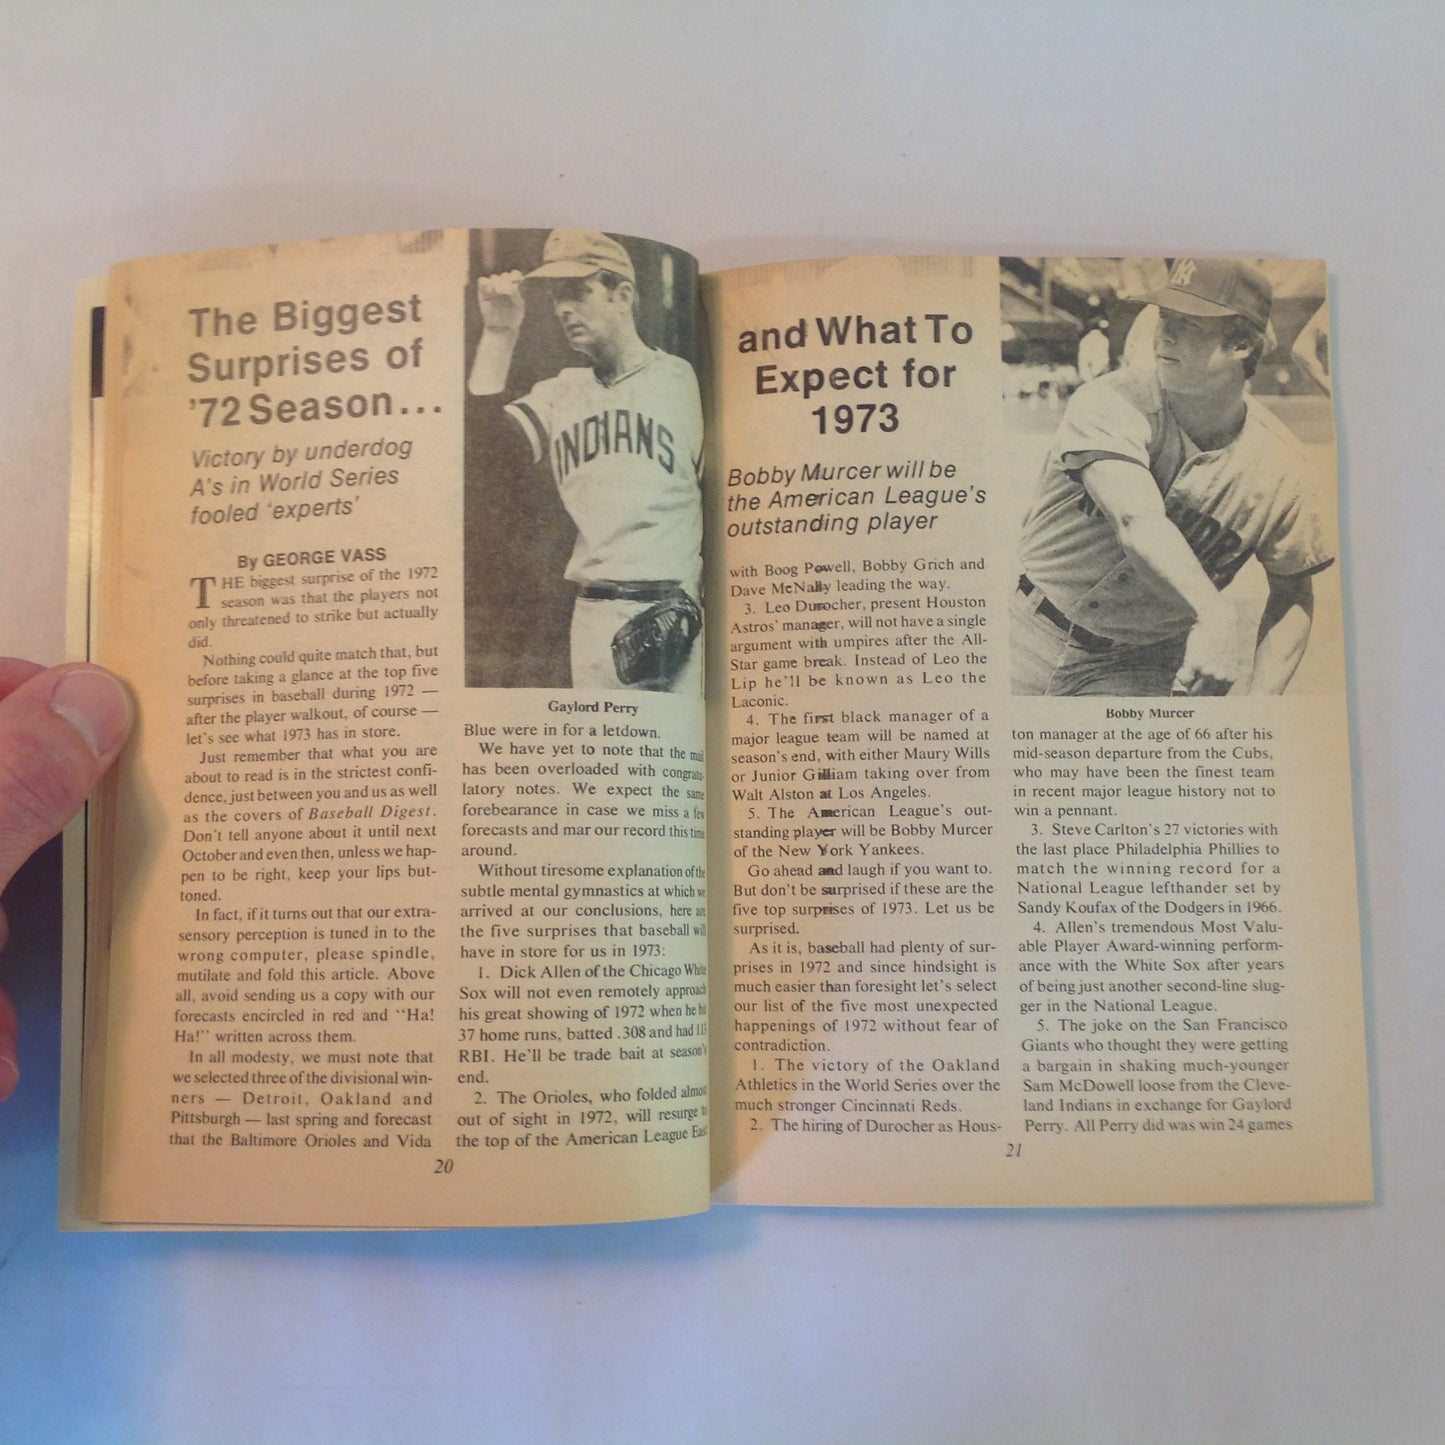 The Biggest
Surprises of
'72 Season...
Victory by underdog
A's in World Series
fooled 'experts'
By GEORGE VASS
THE biggest surprise of the 1972
season was that the players not
only threatened to strike but actually
did.
Nothing could quite match that, but
before taking a glance at the top five
surprises in baseball during 1972 —
after the player walkout, of course —
let's see what 1973 has in store.
Just remember that what you are
about to read is in the strictest confi-
dence, just between you and us as well
as the covers of Baseball Digest.
Don't tell anyone about it until next
October and even then, unless we hap-
pen to be right, keep your lips but-
toned.
In fact, if it turns out that our extra-
sensory perception is tuned in to the
wrong computer, please spindle,
mutilate and fold this article. Above
all, avoid sending us a copy with our
forecasts encircled in red and "Ha!
Ha!" written across them.
In all modesty, we must note that
we selected three of the divisional win-
ners — Detroit, Oakland and
Pittsburgh — last spring and forecast
that the Baltimore Orioles and Vida
INDIANS
Gaylord Perry
Blue were in for a letdown.
We have yet to note that the mail
has been overloaded with congratu-
latory notes. We expect the same
forebearance in case we miss a few
forecasts and mar our record this time
around.
Without tiresome explanation of the
subtle mental gymnastics at which we
arrived at our conclusions, here are
the five surprises that baseball will
have in store for us in 1973:
1. Dick Allen of the Chicago White
Sox will not even remotely approach
his great showing of 1972 when he hit
37 home runs, batted .308 and had 113
RBI. He'll be trade bait at season's
end.
2. The Orioles, who folded almost
out of sight in 1972, will resurge to
the top of the American League East
20
and What To
Expect for
1973
Bobby Murcer will be
the American League's
outstanding player
with Boog Powell, Bobby Grich and
Dave McNally leading the way.
3. Leo Durocher, present Houston
Astros' manager, will not have a single
argument with umpires after the All-
Star game break. Instead of Leo the
Lip he'll be known as Leo the
Laconic.
4. The first black manager of a
major league team will be named at
season's end, with either Maury Wills
or Junior Gilliam taking over from
Walt Alston at Los Angeles.
5. The American League's out-
standing player will be Bobby Murcer
of the New York Yankees.
Go ahead and laugh if you want to.
But don't be surprised if these are the
five top surprises of 1973. Let us be
surprised.
As it is, baseball had plenty of sur-
prises in 1972 and since hindsight is
much easier than foresight let's select
our list of the five most unexpected
happenings of 1972 without fear of
contradiction.
1. The victory of the Oakland
Athletics in the World Series over the
much stronger Cincinnati Reds.
2. The hiring of Durocher as Hous-
NY
Bobby Murcer
ton manager at the age of 66 after his
mid-season departure from the Cubs,
who may have been the finest team
in recent major league history not to
win a pennant.
3. Steve Carlton's 27 victories with
the last place Philadelphia Phillies to
match the winning record for a
National League lefthander set by
Sandy Koufax of the Dodgers in 1966.
4. Allen's tremendous Most Valu-
able Player Award-winning perform-
ance with the White Sox after years
of being just another second-line slug-
ger in the National League.
5. The joke on the San Francisco
Giants who thought they were getting
a bargain in shaking much-younger
Sam McDowell loose from the Cleve-
land Indians in exchange for Gaylord
Perry. All Perry did was win 24 games
21